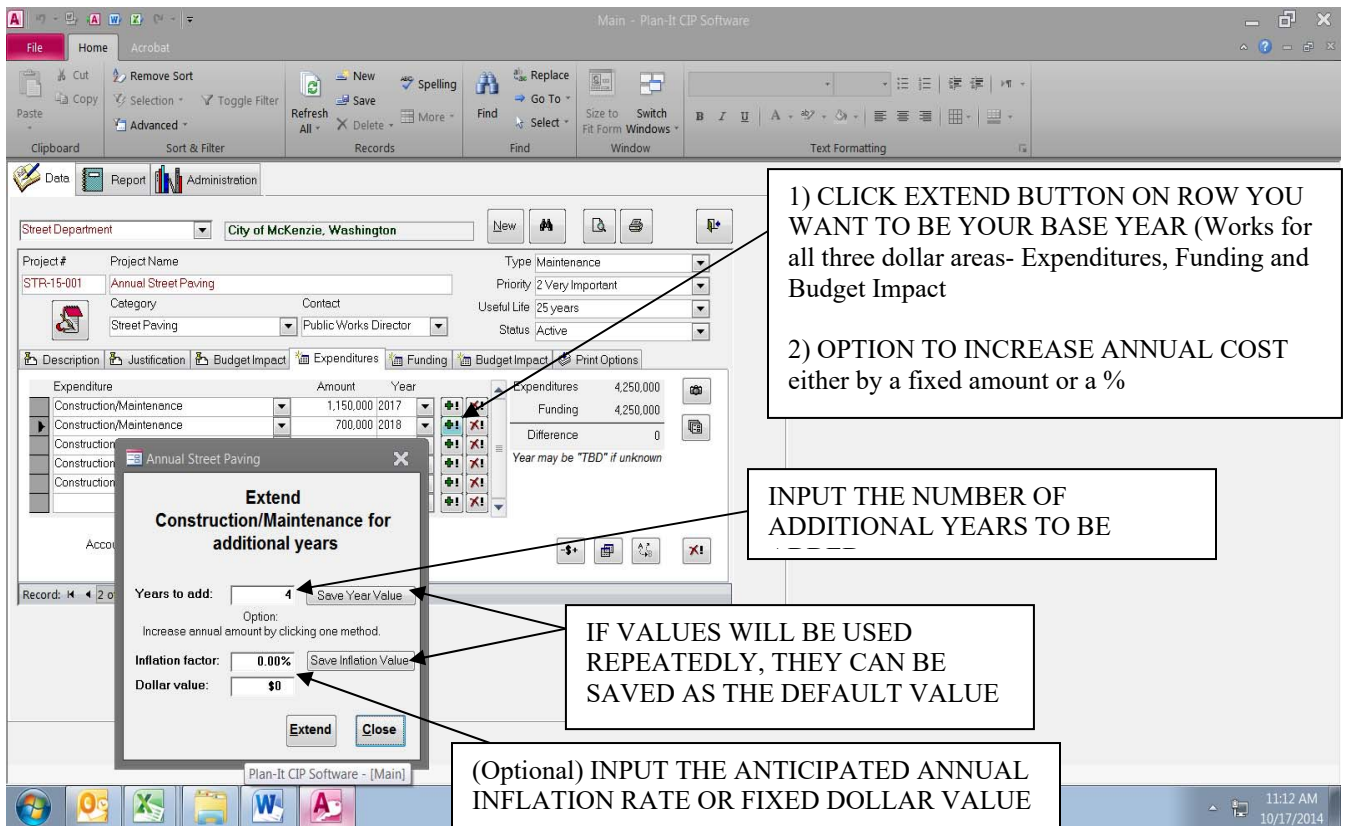 Main - Plan-It CIP Software
File Home Acrobat
Cut
Copy
Paste
Clipboard
Remove Sort
Selection Toggle Filter
Advanced
Sort & Filter
Refresh All
New
Save
Delete
Spelling
More
Records
Find
Replace
Go To
Select
Find
Size to Fit Form
Switch Windows
Window
B I U A
Text Formatting
Data Report Administration
Street Department City of McKenzie, Washington New
Project # Project Name Type Maintenance
STR-15-001 Annual Street Paving Priority 2 Very Important
Category Contact Useful Life 25 years
Street Paving Public Works Director Status Active
Description Justification Budget Impact Expenditures Funding Budget Impact Print Options
Expenditure Amount Year Expenditures 4,250,000
Construction/Maintenance 1,150,000 2017 Funding 4,250,000
Construction/Maintenance 700,000 2018 Difference 0
Construction
Construction
Construction
Year may be "TBD" if unknown
Acco
Record: 2 o
Annual Street Paving
Extend
Construction/Maintenance for
additional years
Years to add: 4 Save Year Value
Option:
Increase annual amount by clicking one method.
Inflation factor: 0.00% Save Inflation Value
Dollar value: $0
Extend Close
Plan-It CIP Software - [Main]
1) CLICK EXTEND BUTTON ON ROW YOU
WANT TO BE YOUR BASE YEAR (Works for
all three dollar areas- Expenditures, Funding and
Budget Impact
2) OPTION TO INCREASE ANNUAL COST
either by a fixed amount or a %
INPUT THE NUMBER OF
ADDITIONAL YEARS TO BE
IF VALUES WILL BE USED
REPEATEDLY, THEY CAN BE
SAVED AS THE DEFAULT VALUE
(Optional) INPUT THE ANTICIPATED ANNUAL
INFLATION RATE OR FIXED DOLLAR VALUE
11:12 AM
10/17/2014